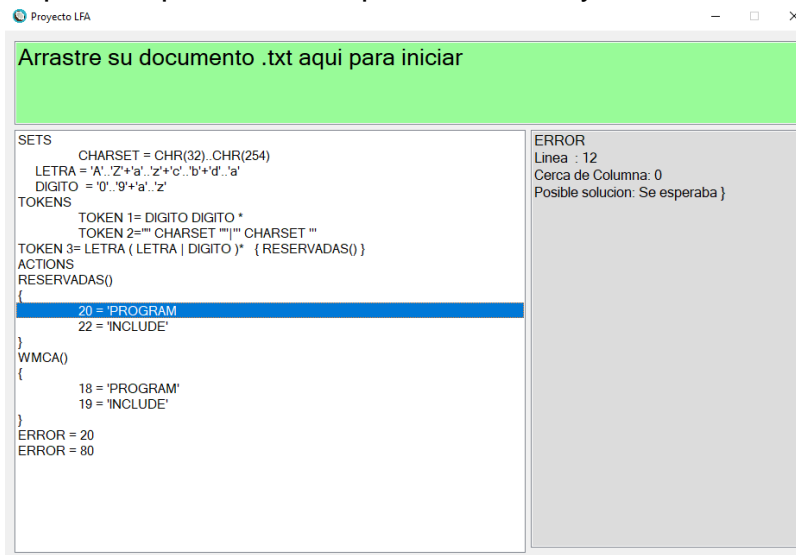 Proyecto LFA
Arrastre su documento .txt aqui para iniciar
SETS
CHARSET = CHR(32)..CHR(254)
LETRA = 'A'..'Z'+'a'..'z'+'c'..'b'+'d'..'a'
DIGITO = '0'..'9'+'a'..'z'
TOKENS
TOKEN 1= DIGITO DIGITO *
TOKEN 2='"' CHARSET '"'|''' CHARSET '''
TOKEN 3= LETRA ( LETRA | DIGITO )* { RESERVADAS() }
ACTIONS
RESERVADAS()
{
20 = 'PROGRAM
22 = 'INCLUDE'
}
WMCA()
{
18 = 'PROGRAM'
19 = 'INCLUDE'
}
ERROR = 20
ERROR = 80
ERROR
Linea : 12
Cerca de Columna: 0
Posible solucion: Se esperaba }